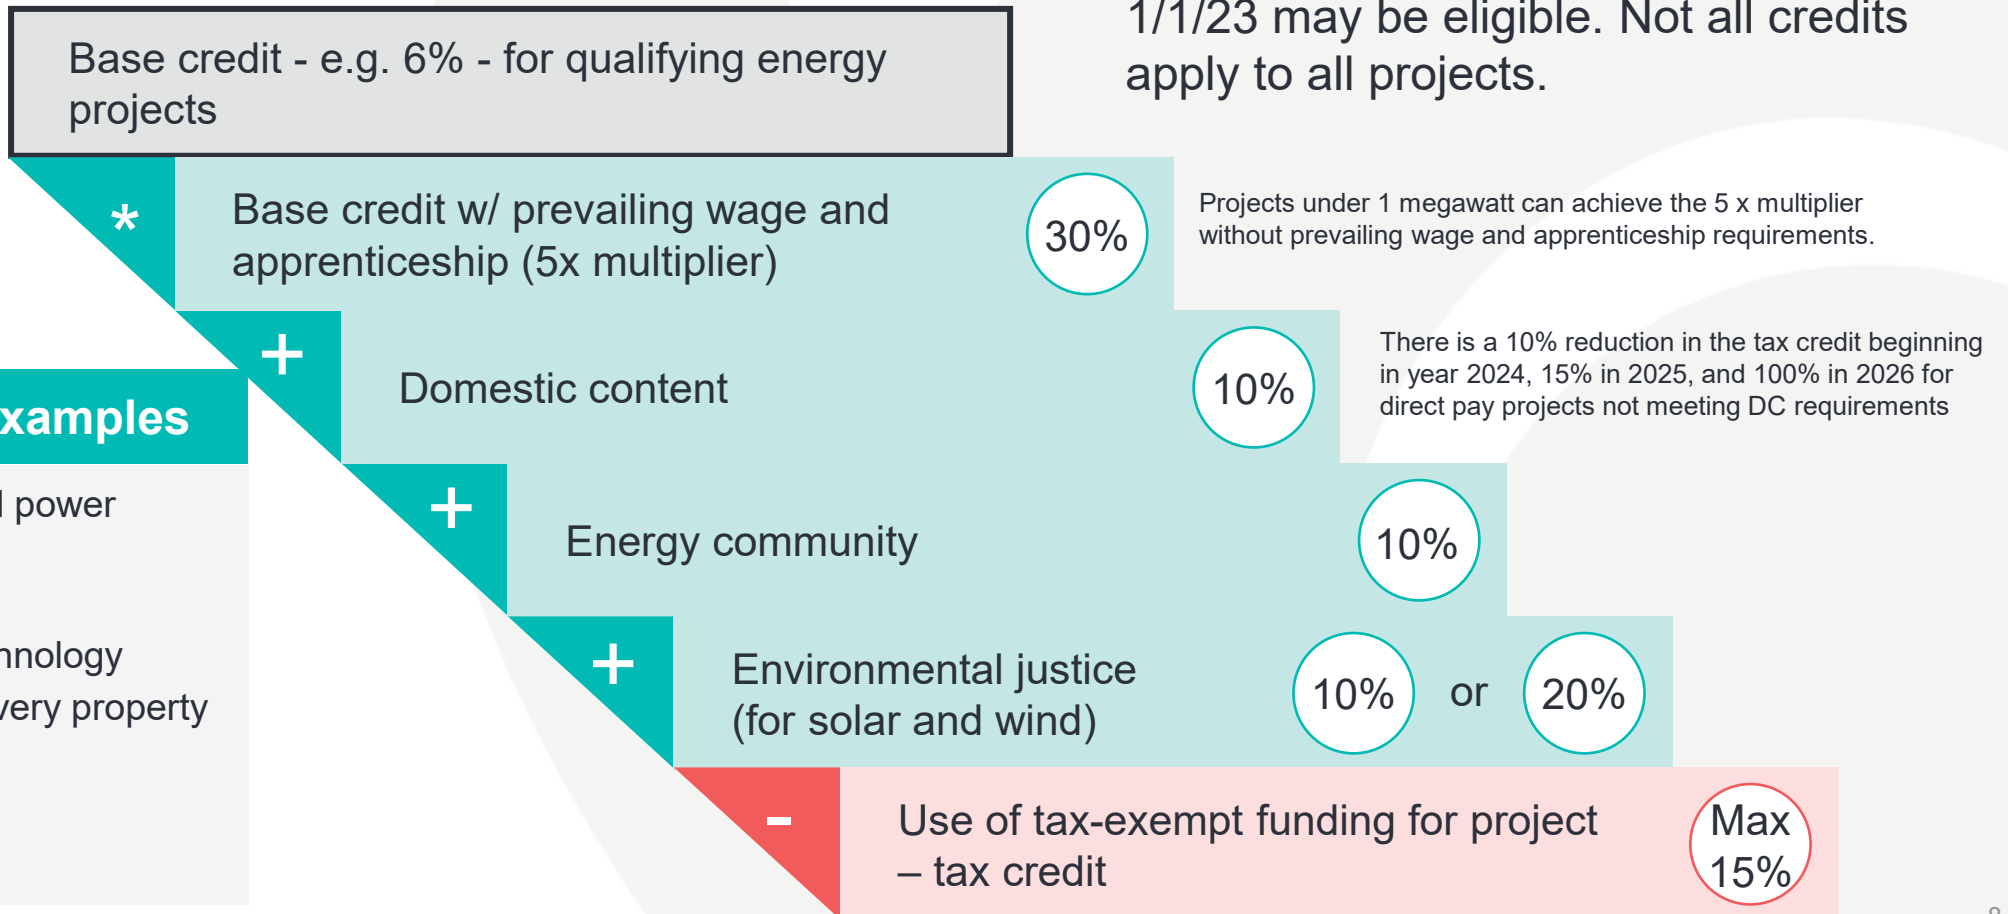 1/1/23 may be eligible. Not all credits
apply to all projects.
Base credit - e.g. 6% - for qualifying energy
projects
*
Base credit w/ prevailing wage and
apprenticeship (5x multiplier)
30%
Projects under 1 megawatt can achieve the 5 x multiplier
without prevailing wage and apprenticeship requirements.
+
Domestic content
10%
There is a 10% reduction in the tax credit beginning
in year 2024, 15% in 2025, and 100% in 2026 for
direct pay projects not meeting DC requirements
xamples
power
hnology
very property
+
Energy community
10%
+
Environmental justice
(for solar and wind)
10% or 20%
-
Use of tax-exempt funding for project
– tax credit
Max
15%